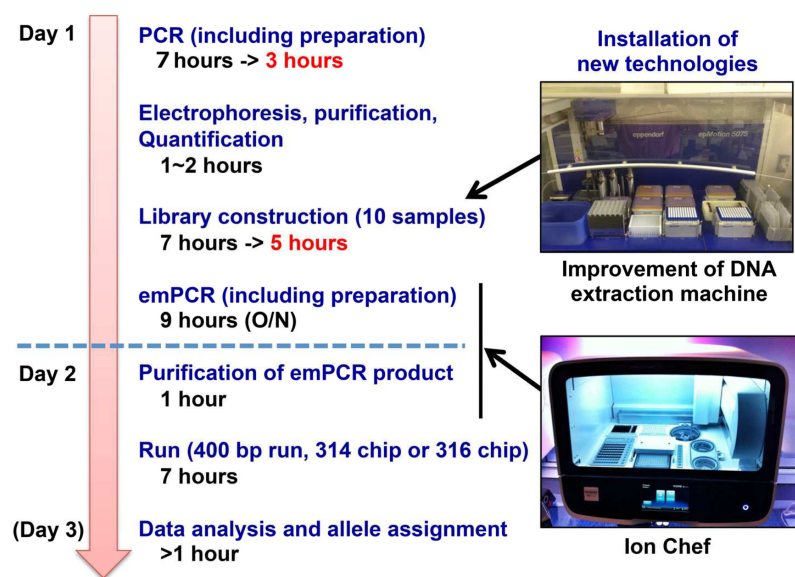 Day 1
PCR (including preparation)
7 hours -> 3 hours
Electrophoresis, purification,
Quantification
1~2 hours
Library construction (10 samples)
7 hours -> 5 hours
emPCR (including preparation)
9 hours (O/N)
Day 2
Purification of emPCR product
1 hour
Run (400 bp run, 314 chip or 316 chip)
7 hours
(Day 3)
Data analysis and allele assignment
>1 hour
Installation of
new technologies
eppendorf
epMotion 5075
Improvement of DNA
extraction machine
Ion Chef